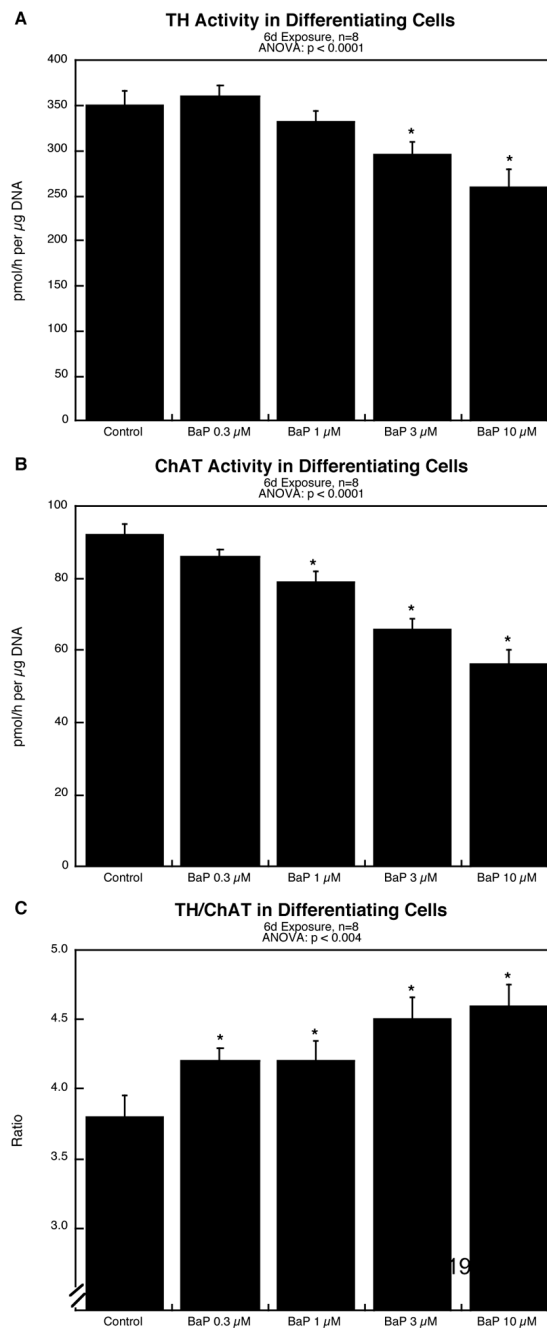 A
TH Activity in Differentiating Cells
6d Exposure, n=8
ANOVA: p < 0.0001
400
350
300
250
200
150
100
50
0
pmol/h per µg DNA
*
*
Control
BaP 0.3 µM
BaP 1 µM
BaP 3 µM
BaP 10 µM
B
ChAT Activity in Differentiating Cells
6d Exposure, n=8
ANOVA: p < 0.0001
100
80
60
40
20
0
pmol/h per µg DNA
*
*
*
Control
BaP 0.3 µM
BaP 1 µM
BaP 3 µM
BaP 10 µM
C
TH/ChAT in Differentiating Cells
6d Exposure, n=8
ANOVA: p < 0.004
5.0
4.5
4.0
3.5
3.0
Ratio
*
*
*
*
19
Control
BaP 0.3 µM
BaP 1 µM
BaP 3 µM
BaP 10 µM